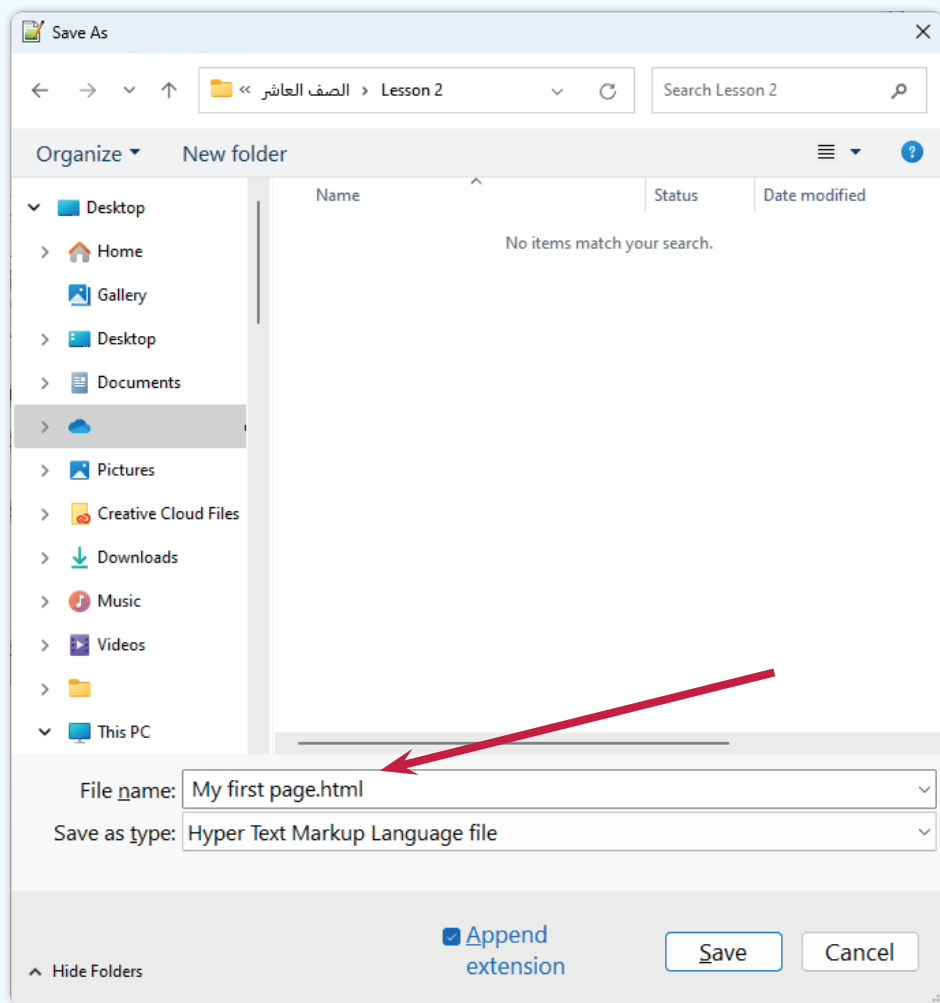 Save As
« الصف العاشر › Lesson 2
Search Lesson 2
Organize
New folder
Name
Status
Date modified
No items match your search.
Desktop
Home
Gallery
Desktop
Documents
Pictures
Creative Cloud Files
Downloads
Music
Videos
This PC
File name: My first page.html
Save as type: Hyper Text Markup Language file
Hide Folders
Append
extension
Save
Cancel